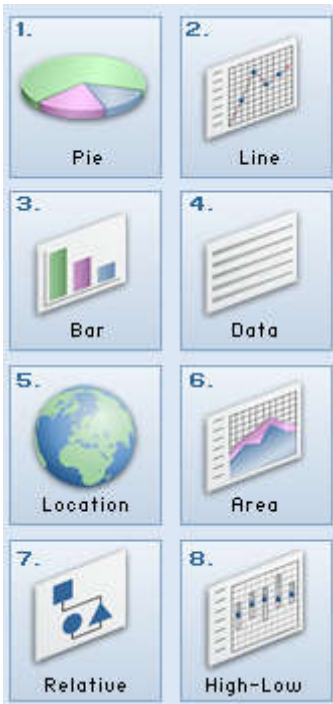 1.
2.
Pie
Line
3.
4.
Bar
Data
5.
6.
Location
Area
7.
8.
Relative
High-Low